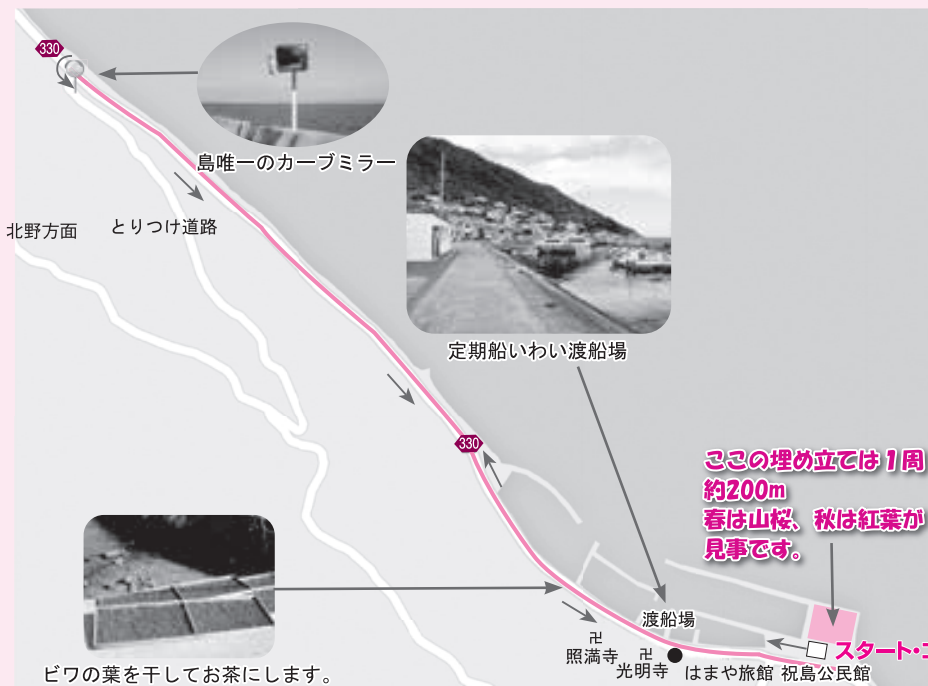 330
島唯一のカーブミラー
北野方面
とりつけ道路
定期船いわい渡船場
330
ここの埋め立ては1周
約200m
春は山桜、秋は紅葉が
見事です。
ビワの葉を干してお茶にします。
渡船場
卍
照満寺
卍
光明寺
はまや旅館
祝島公民館
スタート・